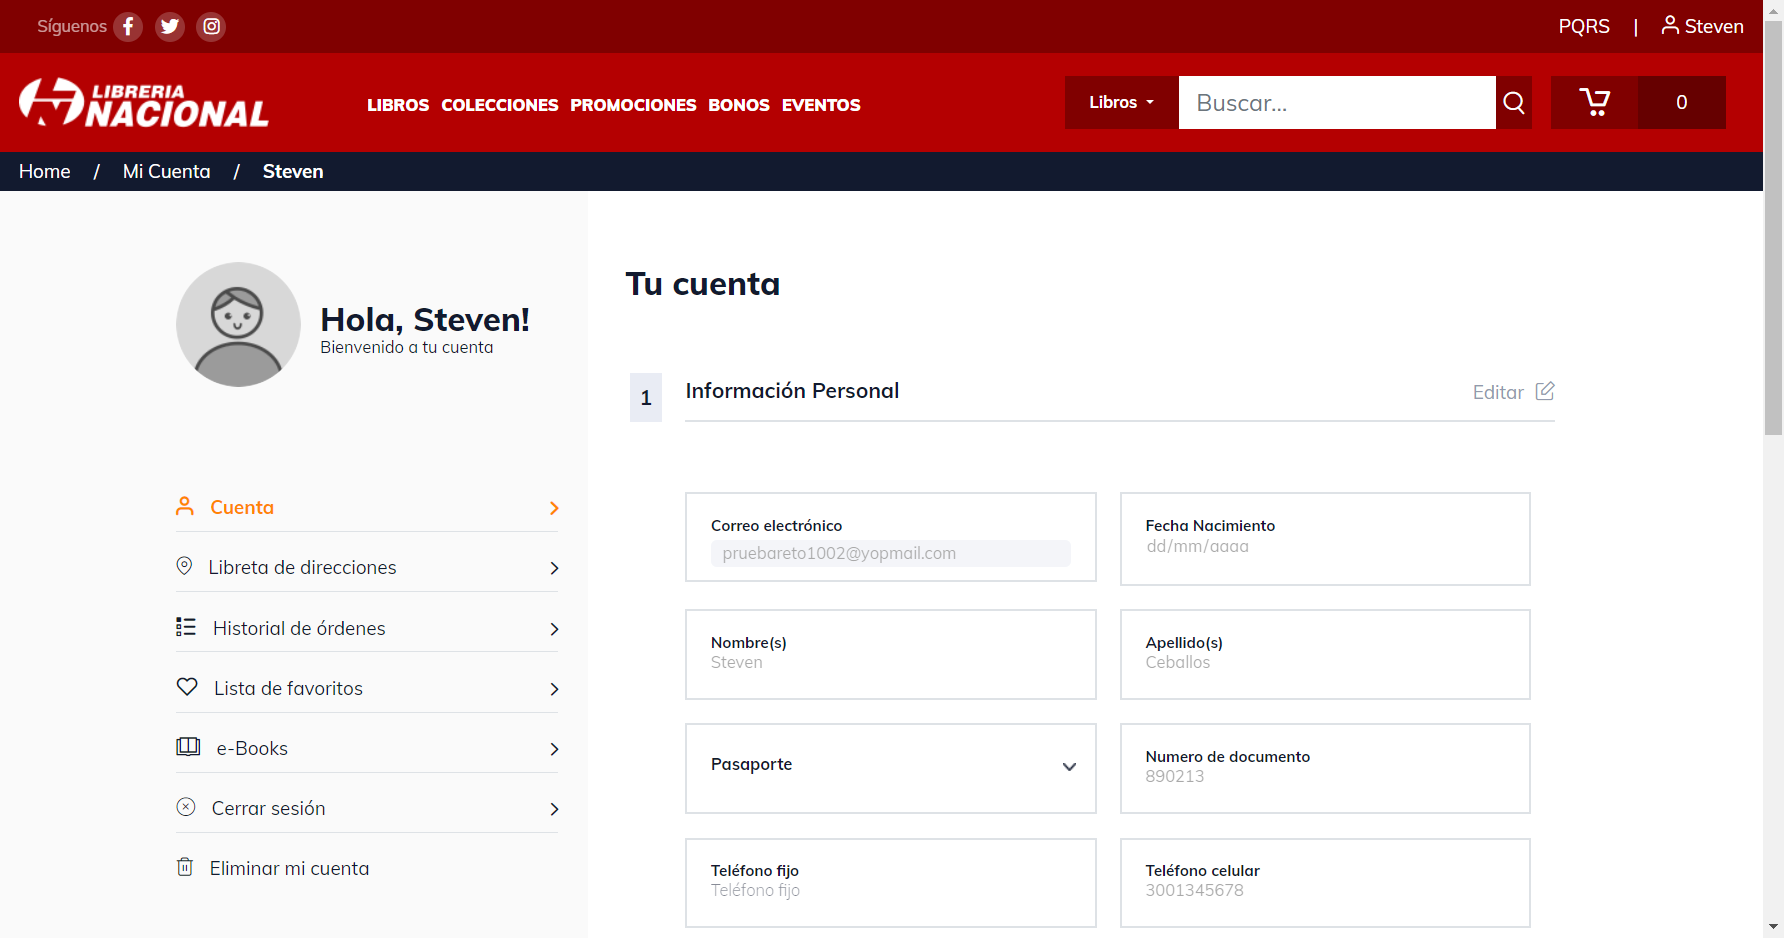 Síguenos
PQRS | Steven
LIBRERIA
NACIONAL
LIBROS COLECCIONES PROMOCIONES BONOS EVENTOS
Libros
Buscar...
0
Home / Mi Cuenta / Steven
Hola, Steven!
Bienvenido a tu cuenta
Cuenta
Libreta de direcciones
Historial de órdenes
Lista de favoritos
e-Books
Cerrar sesión
Eliminar mi cuenta
Tu cuenta
1 Información Personal
Editar
Correo electrónico
pruebareto1002@yopmail.com
Fecha Nacimiento
dd/mm/aaaa
Nombre(s)
Steven
Apellido(s)
Ceballos
Pasaporte
Numero de documento
890213
Teléfono fijo
Teléfono fijo
Teléfono celular
3001345678